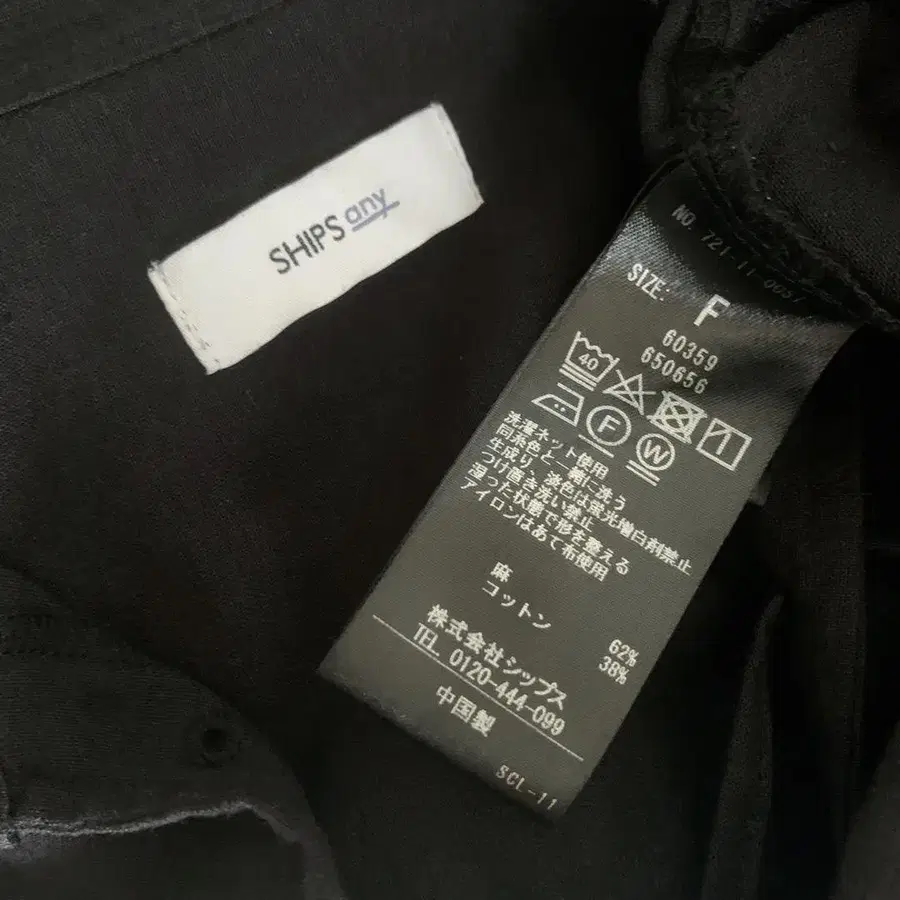 SHIPS any
NO. 721 11 0057
SIZE: F
60359
650656
40
F
W
洗濯ネット使用
同系色と一緒に洗う
生成り、淡色は蛍光増白剤禁止
つけ置き洗い禁止
湿った状態で形を整える
アイロンはあて布使用
麻 62%
コットン 38%
株式会社シップス
TEL. 0120-444-099
中国製
SCL-11